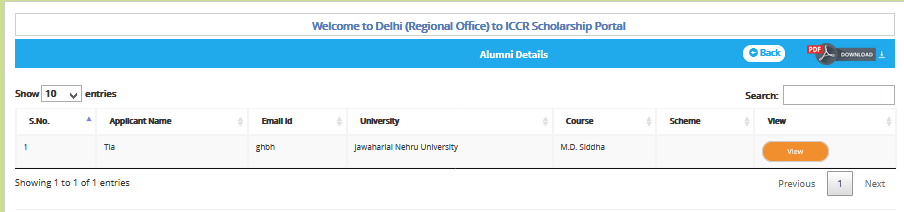 Welcome to Delhi (Regional Office) to ICCR Scholarship Portal
Alumni Details
Back
PDF DOWNLOAD
Show 10 entries
Search:
S.No. Applicant Name Email Id University Course Scheme View
1 Tia ghbh Jawaharlal Nehru University M.D. Siddha View
Showing 1 to 1 of 1 entries
Previous 1 Next